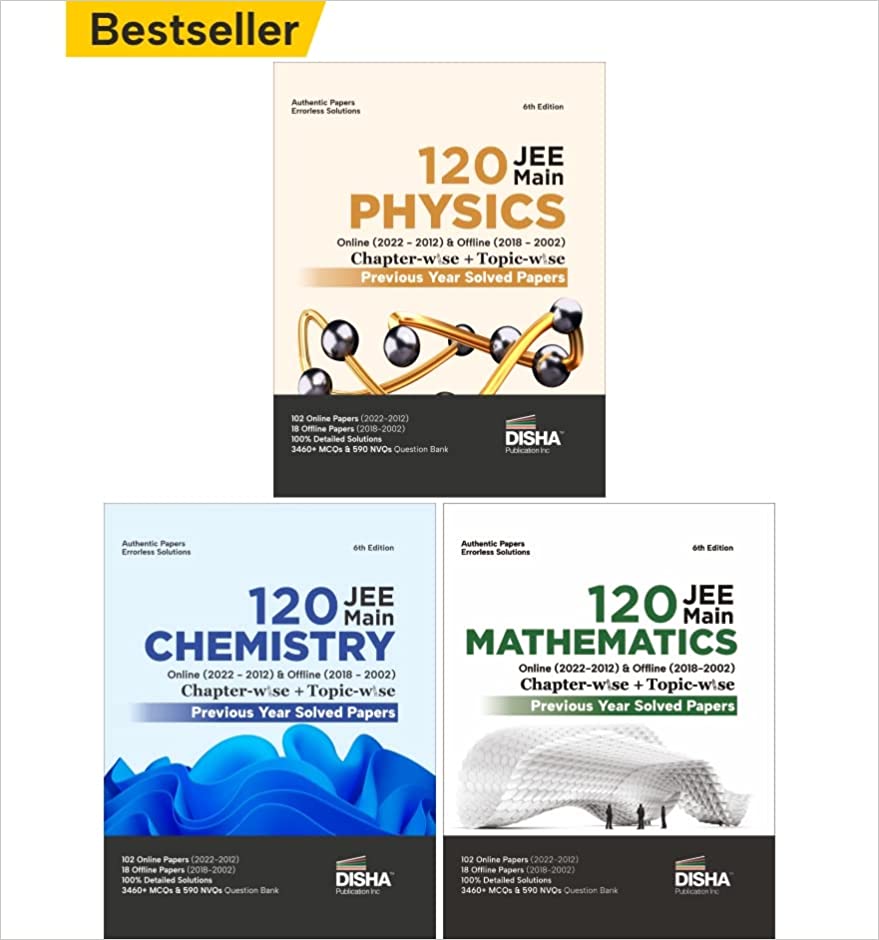 Bestseller
Authentic Papers
Errorless Solutions
6th Edition
120 JEE Main
PHYSICS
Online (2022 - 2012) & Offline (2018 - 2002)
Chapter-wise + Topic-wise
Previous Year Solved Papers
102 Online Papers (2022-2012)
18 Offline Papers (2018-2002)
100% Detailed Solutions
3460+ MCQs & 590 NVQs Question Bank
DISHA™
Publication Inc
Authentic Papers
Errorless Solutions
6th Edition
120 JEE Main
CHEMISTRY
Online (2022 - 2012) & Offline (2018 - 2002)
Chapter-wise + Topic-wise
Previous Year Solved Papers
102 Online Papers (2022-2012)
18 Offline Papers (2018-2002)
100% Detailed Solutions
3460+ MCQs & 590 NVQs Question Bank
DISHA™
Publication Inc
Authentic Papers
Errorless Solutions
6th Edition
120 JEE Main
MATHEMATICS
Online (2022-2012) & Offline (2018-2002)
Chapter-wise + Topic-wise
Previous Year Solved Papers
102 Online Papers (2022-2012)
18 Offline Papers (2018-2002)
100% Detailed Solutions
3460+ MCQs & 590 NVQs Question Bank
DISHA™
Publication Inc